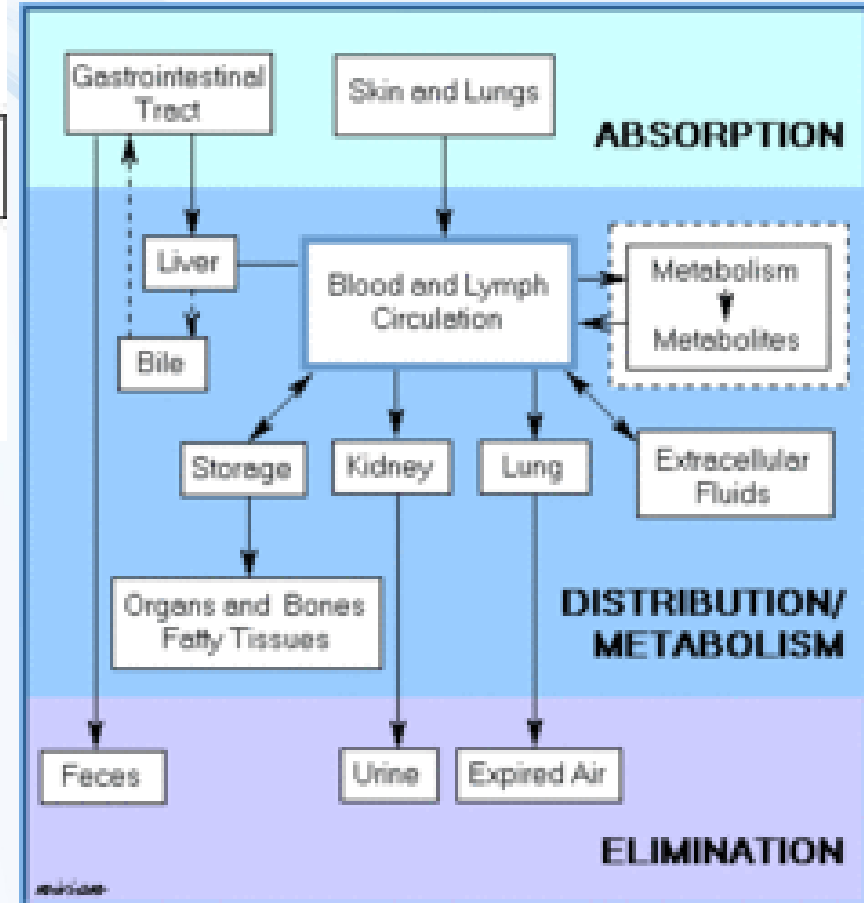 Gastrointestinal
Tract
Skin and Lungs
ABSORPTION
Liver
Blood and Lymph
Circulation
Metabolism
Metabolites
Bile
Storage
Kidney
Lung
Extracellular
Fluids
Organs and Bones
Fatty Tissues
DISTRIBUTION/
METABOLISM
Feces
Urine
Expired Air
ELIMINATION